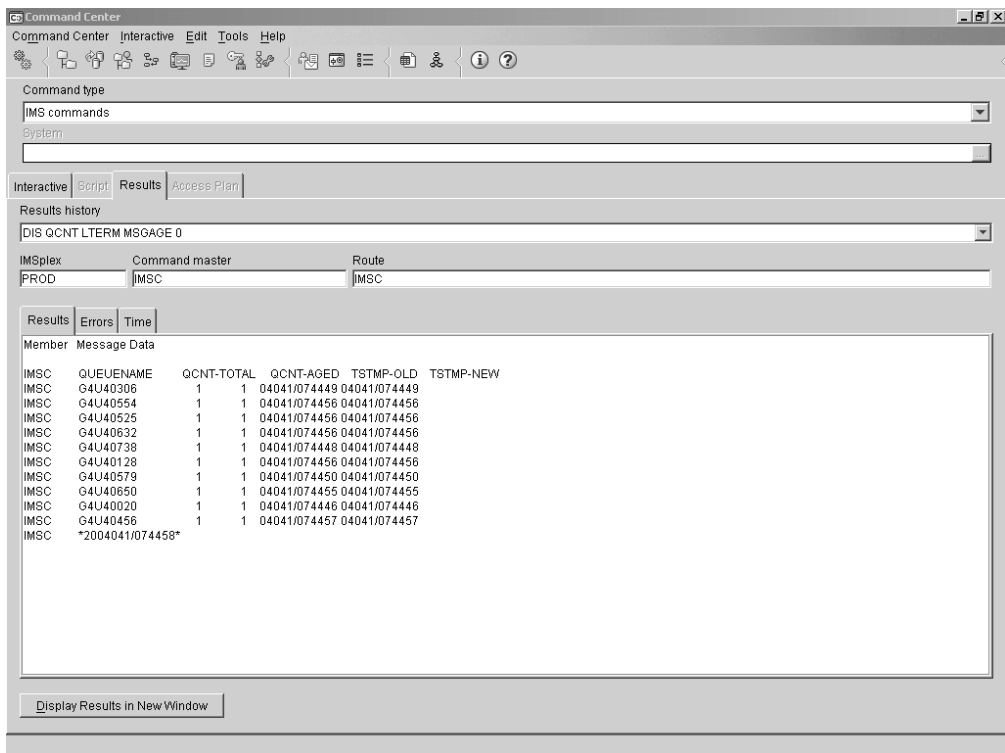 Command Center
Command Center Interactive Edit Tools Help
Command type
IMS commands
System
...
Interactive Script Results Access Plan
Results history
DIS QCNT LTERM MSGAGE 0
IMSplex Command master Route
PROD IMSC IMSC
Results Errors Time
Member Message Data
IMSC QUEUENAME QCNT-TOTAL QCNT-AGED TSTMP-OLD TSTMP-NEW
IMSC G4U40306 1 1 04041/074449 04041/074449
IMSC G4U40554 1 1 04041/074456 04041/074456
IMSC G4U40525 1 1 04041/074456 04041/074456
IMSC G4U40632 1 1 04041/074456 04041/074456
IMSC G4U40738 1 1 04041/074448 04041/074448
IMSC G4U40128 1 1 04041/074456 04041/074456
IMSC G4U40579 1 1 04041/074450 04041/074450
IMSC G4U40650 1 1 04041/074455 04041/074455
IMSC G4U40020 1 1 04041/074446 04041/074446
IMSC G4U40456 1 1 04041/074457 04041/074457
IMSC *2004041/074458*
Display Results in New Window